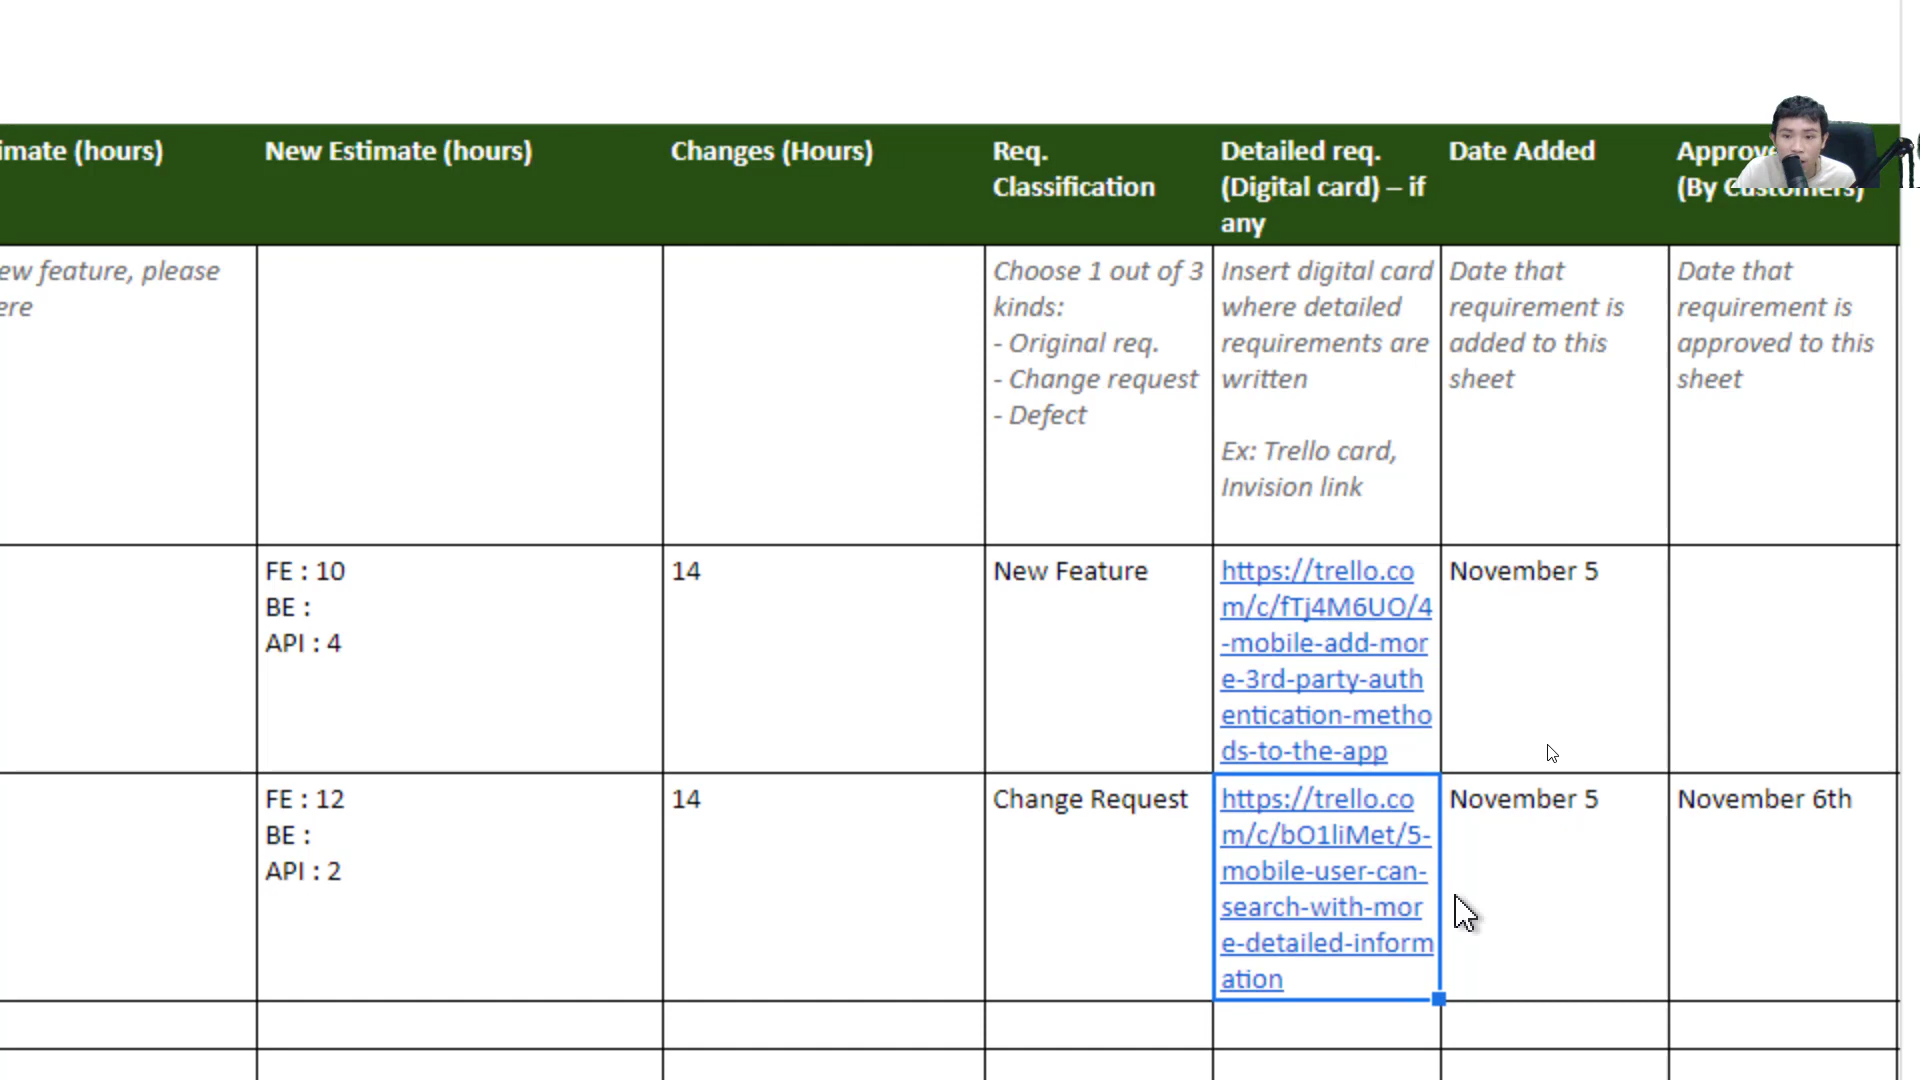 imate (hours)
New Estimate (hours)
Changes (Hours)
Req.
Classification
Detailed req.
(Digital card) – if
any
Date Added
(By Customers)
ew feature, please
ere
Choose 1 out of 3
kinds:
- Original req.
- Change request
- Defect
Insert digital card
where detailed
requirements are
written
Ex: Trello card,
Invision link
Date that
requirement is
added to this
sheet
Date that
requirement is
approved to this
sheet
FE : 10
BE :
API : 4
14
New Feature
https://trello.co
m/c/fTj4M6UO/4
-mobile-add-mor
e-3rd-party-auth
entication-metho
ds-to-the-app
November 5
FE : 12
BE :
API : 2
14
Change Request
https://trello.co
m/c/bO1liMet/5-
mobile-user-can-
search-with-mor
e-detailed-inform
ation
November 5
November 6th